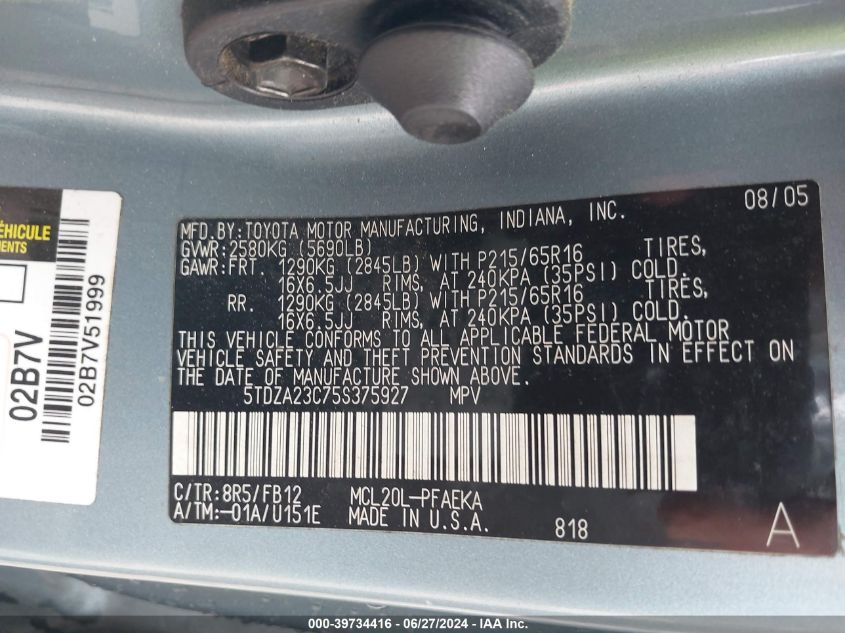 08/05
MFD.BY: TOYOTA MOTOR MANUFACTURING, INDIANA, INC.
GVWR: 2580KG (5690LB)
GAWR: FRT. 1290KG (2845LB) WITH P215/65R16 TIRES,
16X6.5JJ RIMS, AT 240KPA (35PSI) COLD.
RR. 1290KG (2845LB) WITH P215/65R16 TIRES,
16X6.5JJ RIMS, AT 240KPA (35PSI) COLD.
THIS VEHICLE CONFORMS TO ALL APPLICABLE FEDERAL MOTOR
VEHICLE SAFETY AND THEFT PREVENTION STANDARDS IN EFFECT ON
THE DATE OF MANUFACTURE SHOWN ABOVE.
5TDZA23C75S375927 MPV
C/TR: 8R5/FB12 MCL20L-PFAEKA
A/TM: -01A/U151E MADE IN U.S.A. 818 A
VÉHICULE
02B7V
02B7V51999
000-39734416 - 06/27/2024 - IAA Inc.